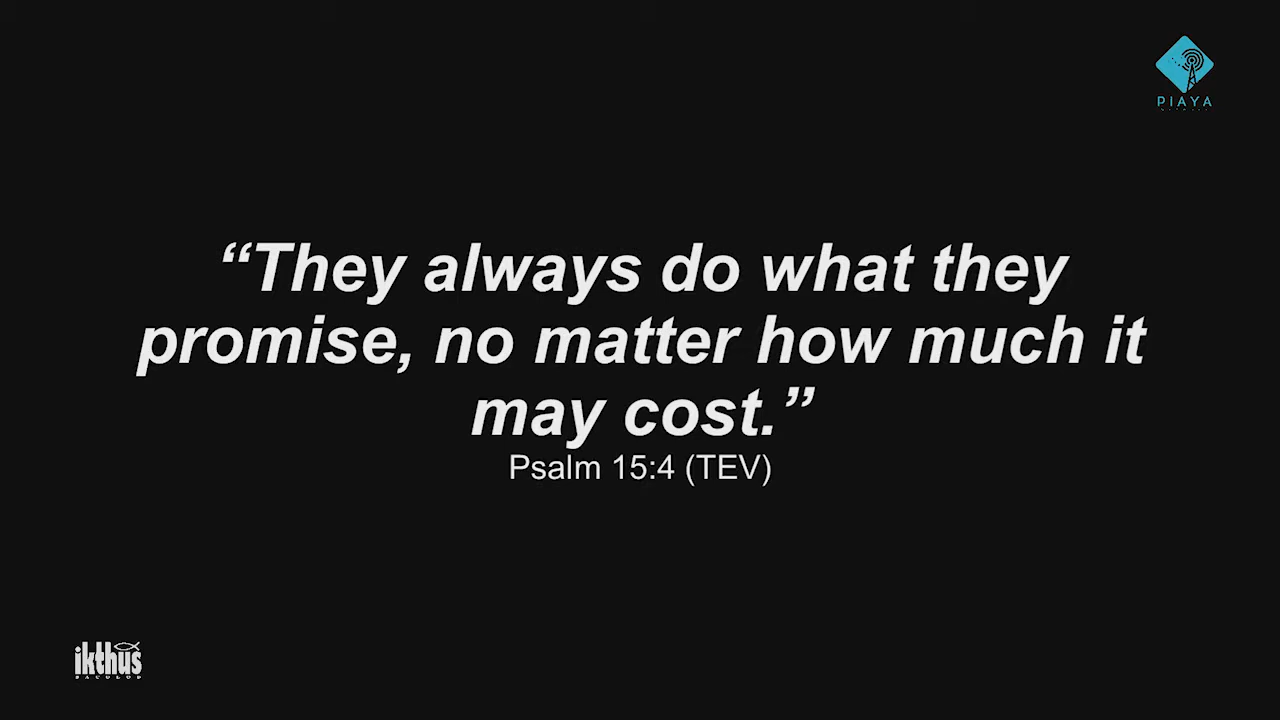 PIAYA
“They always do what they
promise, no matter how much it
may cost.”
Psalm 15:4 (TEV)
ikthus
BACOLOD